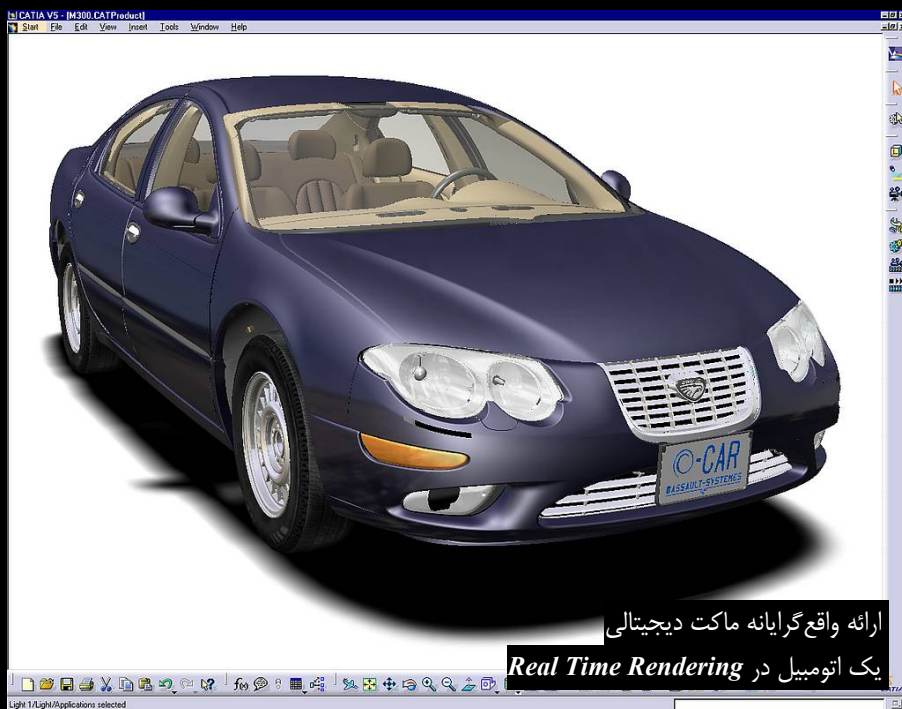 CATIA V5 - [M300.CATProduct]
Start File Edit View Insert Tools Window Help
©-CAR
DASSAULT-SYSTEMES
ارائه واقع‌گرایانه ماکت دیجیتالی
یک اتومبیل در Real Time Rendering
Light 1/Light/Applications selected